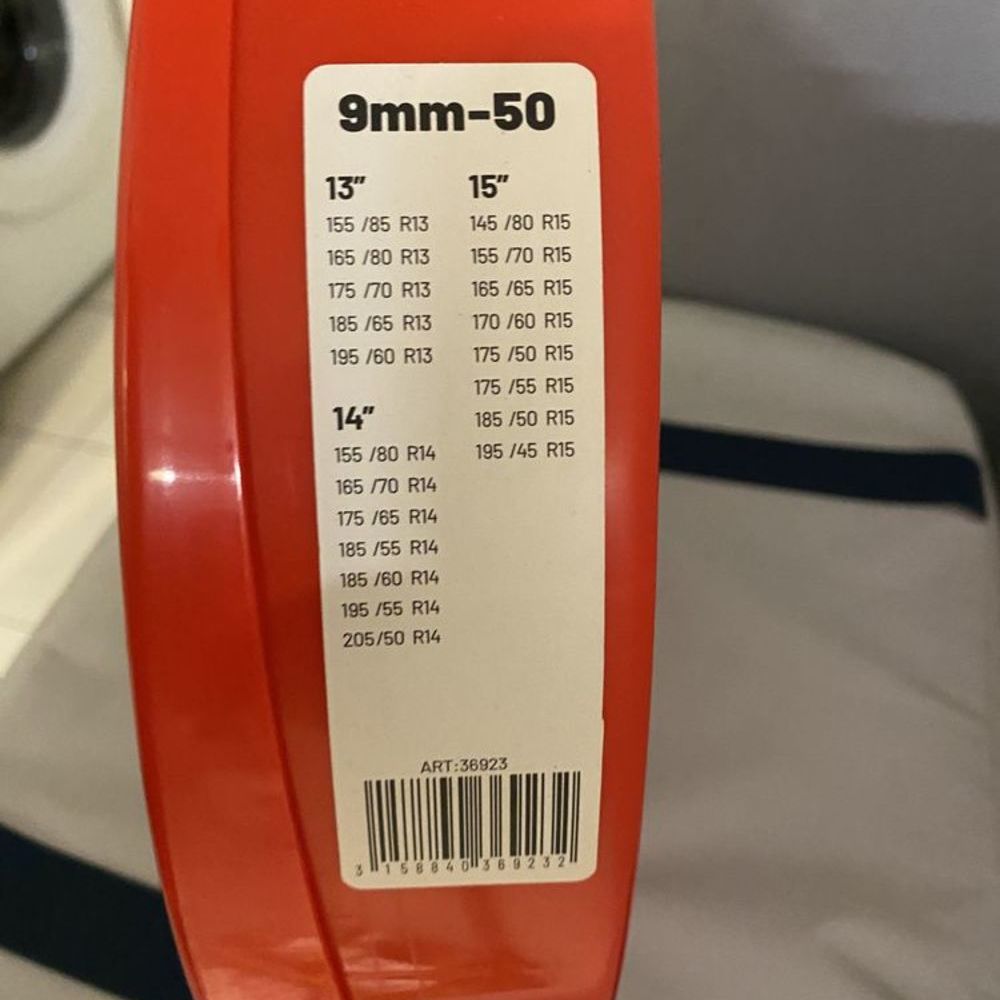 9mm-50
13"
155 /85 R13
165 /80 R13
175 /70 R13
185 /65 R13
195 /60 R13
14"
155 /80 R14
165 /70 R14
175 /65 R14
185 /55 R14
185 /60 R14
195 /55 R14
205/50 R14
15"
145 /80 R15
155 /70 R15
165 /65 R15
170 /60 R15
175 /50 R15
175 /55 R15
185 /50 R15
195 /45 R15
ART:36923
3 158840 369232